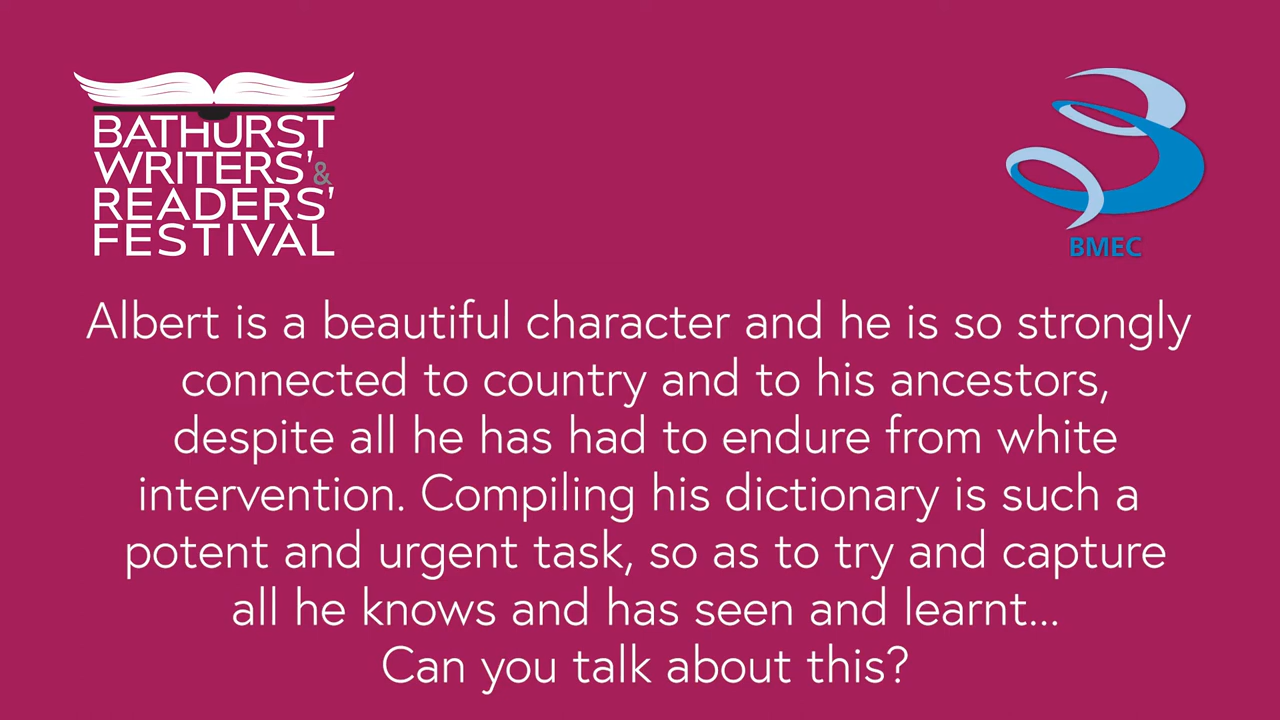 BATHURST
WRITERS'&
READERS'
FESTIVAL
BMEC
Albert is a beautiful character and he is so strongly
connected to country and to his ancestors,
despite all he has had to endure from white
intervention. Compiling his dictionary is such a
potent and urgent task, so as to try and capture
all he knows and has seen and learnt...
Can you talk about this?